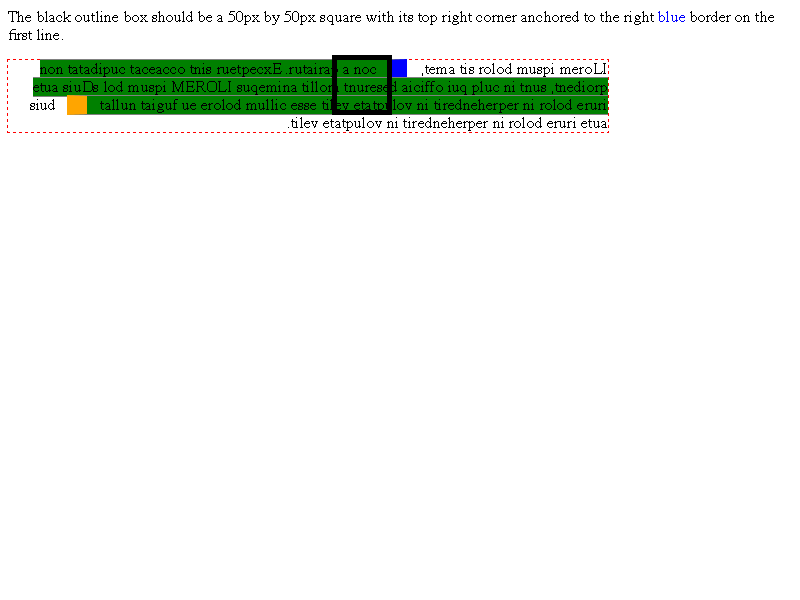 The black outline box should be a 50px by 50px square with its top right corner anchored to the right blue border on the
first line.
non tatadipuc taceacco tnis ruetpecxE rutairap a noc ,tema tis rolod muspi meroLI
etua siuDs lod muspi MEROLI suqemina tillom tnuresed aiciffo iuq pluc ni tnus ,tnediorp
siud tallun taiguf ue erolod mullic esse tilev etatpulov ni tiredneherper ni rolod eruri
.tilev etatpulov ni tiredneherper ni rolod eruri etua